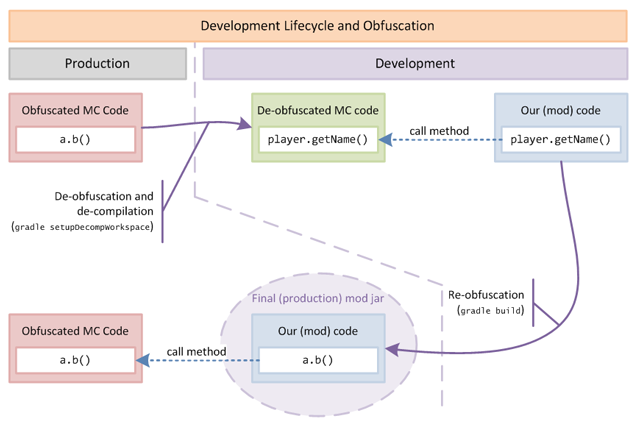 Development Lifecycle and Obfuscation
Production
Development
Obfuscated MC Code
a.b()
De-obfuscated MC code
player.getName()
call method
Our (mod) code
player.getName()
De-obfuscation and
de-compilation
(gradle setupDecompWorkspace)
Re-obfuscation
(gradle build)
Final (production) mod jar
Obfuscated MC Code
a.b()
call method
Our (mod) code
a.b()